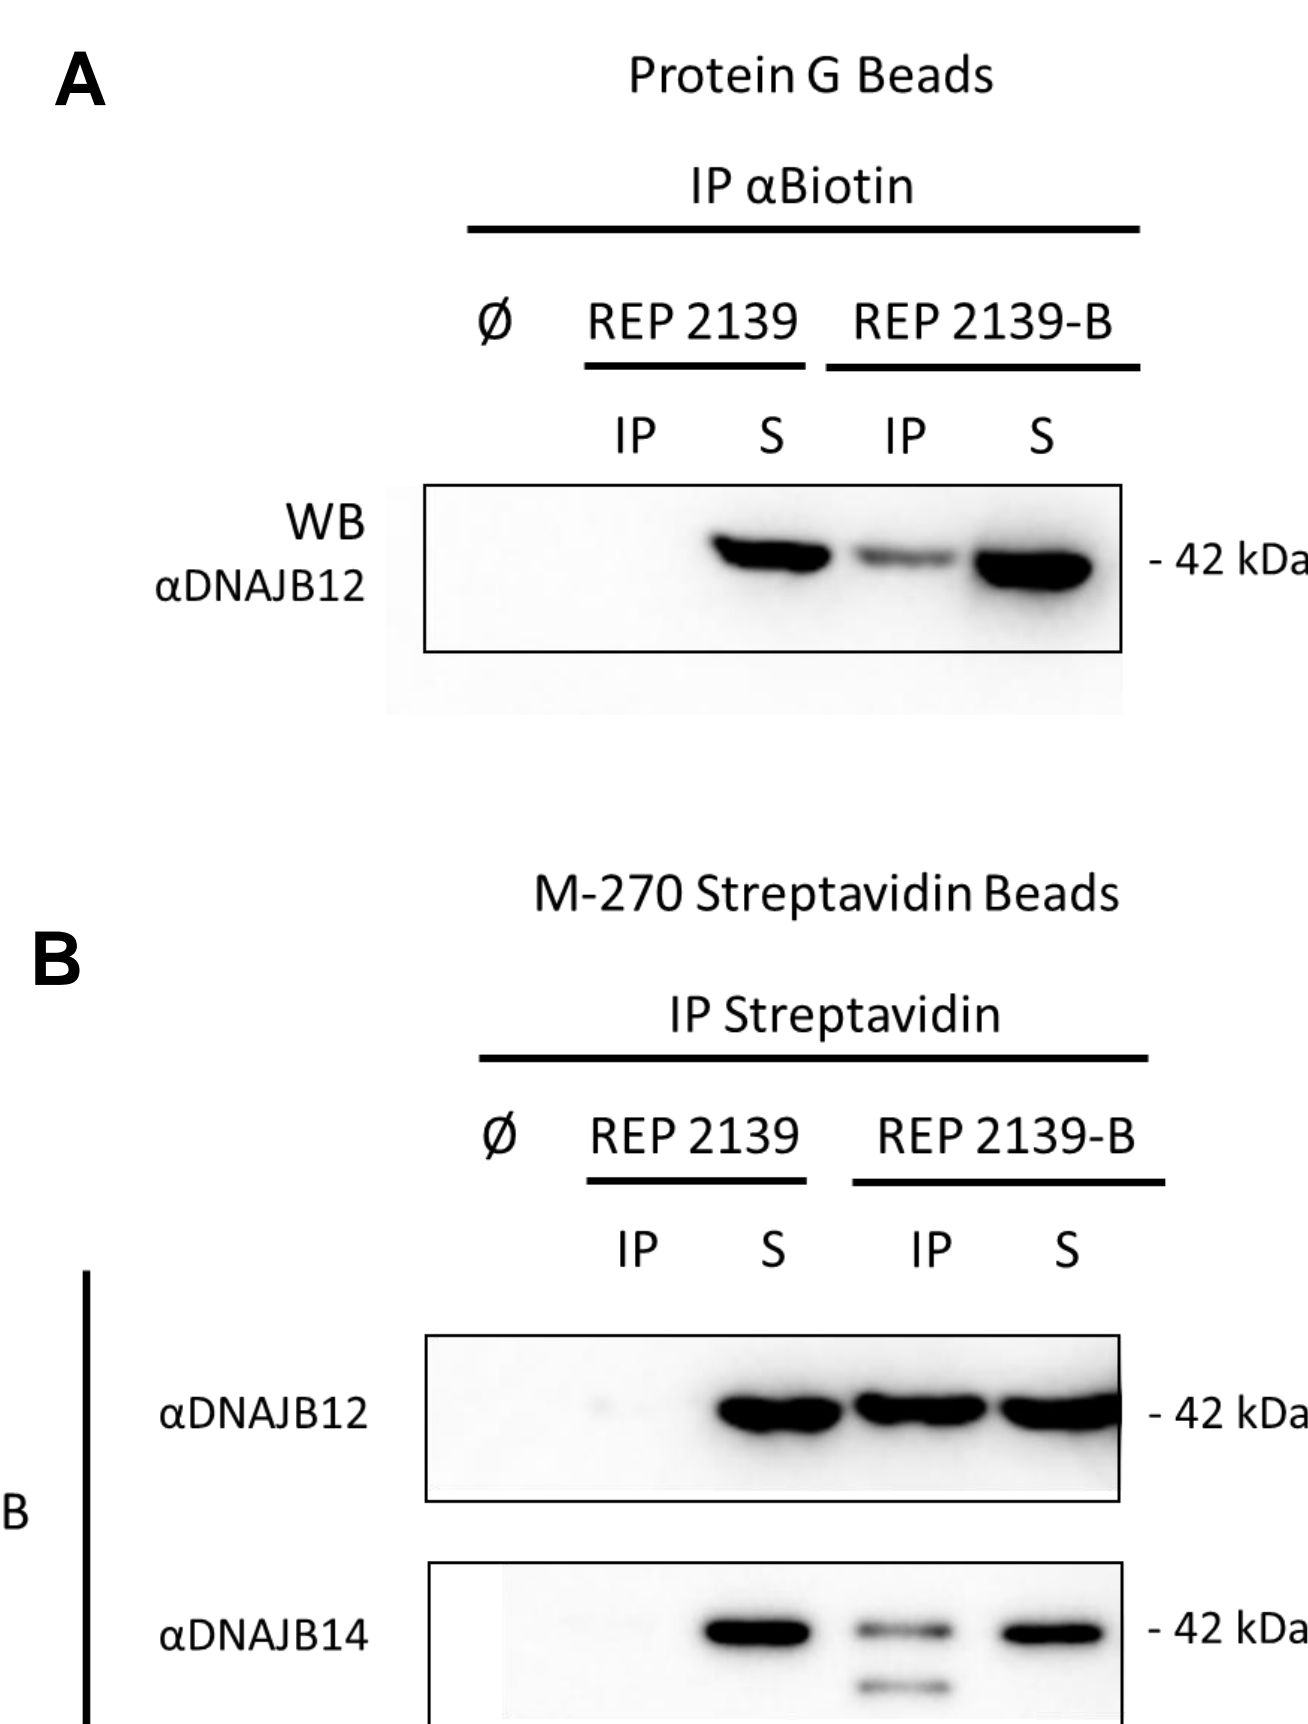 A
Protein G Beads
IP αBiotin
Ø REP 2139 REP 2139-B
IP S IP S
WB
αDNAJB12
- 42 kDa
M-270 Streptavidin Beads
B
IP Streptavidin
Ø REP 2139 REP 2139-B
IP S IP S
αDNAJB12 - 42 kDa
B
αDNAJB14 - 42 kDa